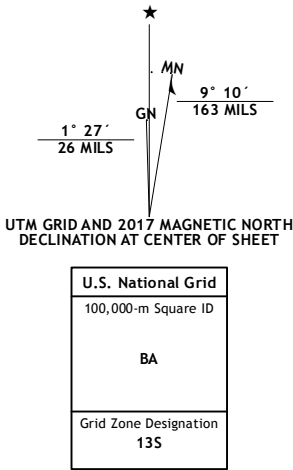 ★
MN
GN
9° 10´
163 MILS
1° 27´
26 MILS
UTM GRID AND 2017 MAGNETIC NORTH
DECLINATION AT CENTER OF SHEET
U.S. National Grid
100,000-m Square ID
BA
Grid Zone Designation
13S